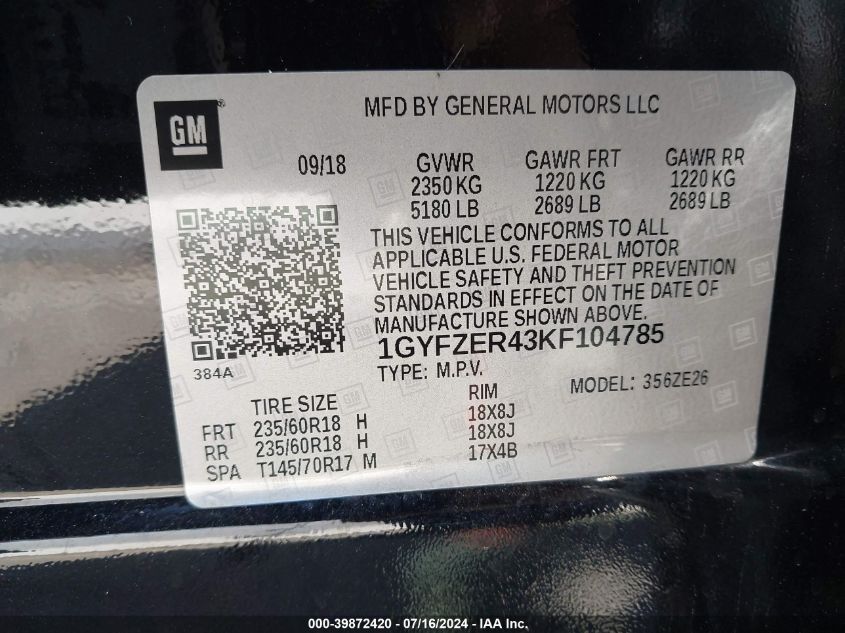 GM®
MFD BY GENERAL MOTORS LLC
09/18 GVWR GAWR FRT GAWR RR
2350 KG 1220 KG 1220 KG
5180 LB 2689 LB 2689 LB
THIS VEHICLE CONFORMS TO ALL
APPLICABLE U.S. FEDERAL MOTOR
VEHICLE SAFETY AND THEFT PREVENTION
STANDARDS IN EFFECT ON THE DATE OF
MANUFACTURE SHOWN ABOVE.
1GYFZER43KF104785
384A TYPE: M.P.V. MODEL: 356ZE26
TIRE SIZE RIM
FRT 235/60R18 H 18X8J
RR 235/60R18 H 18X8J
SPA T145/70R17 M 17X4B
000-39872420 - 07/16/2024 - IAA Inc.